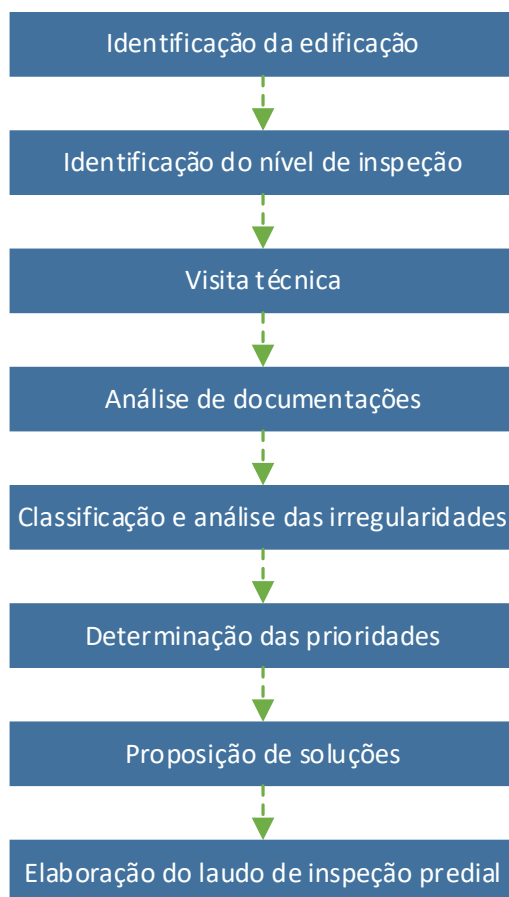 Identificação da edificação
Identificação do nível de inspeção
Visita técnica
Análise de documentações
Classificação e análise das irregularidades
Determinação das prioridades
Proposição de soluções
Elaboração do laudo de inspeção predial